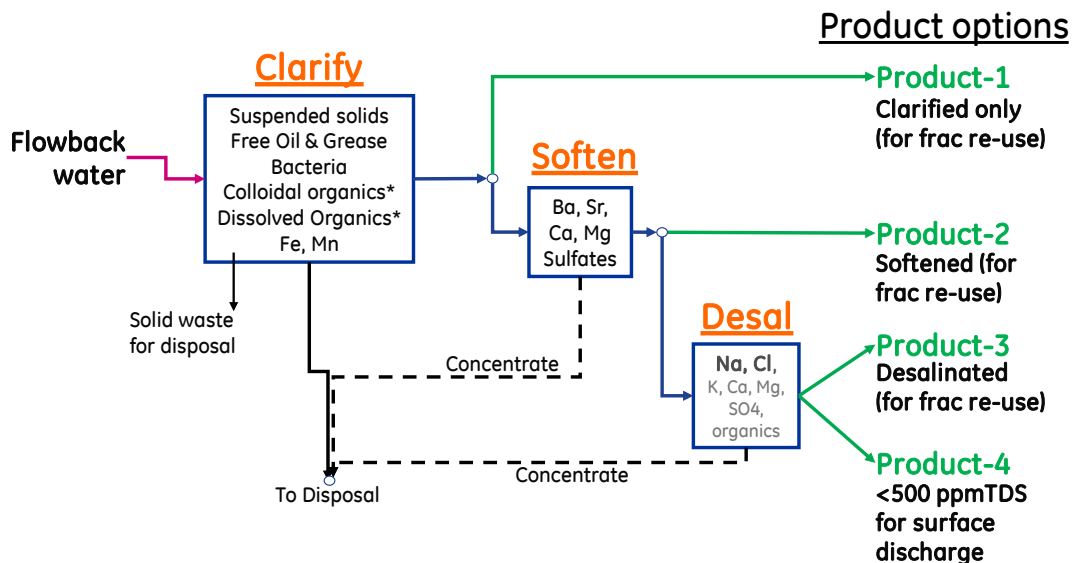 Product options
Clarify
Suspended solids
Free Oil & Grease
Bacteria
Colloidal organics*
Dissolved Organics*
Fe, Mn
Flowback
water
Solid waste
for disposal
Soften
Ba, Sr,
Ca, Mg
Sulfates
Concentrate
Desal
Na, Cl,
K, Ca, Mg,
SO4,
organics
Concentrate
To Disposal
Product-1
Clarified only
(for frac re-use)
Product-2
Softened (for
frac re-use)
Product-3
Desalinated
(for frac re-use)
Product-4
<500 ppmTDS
for surface
discharge